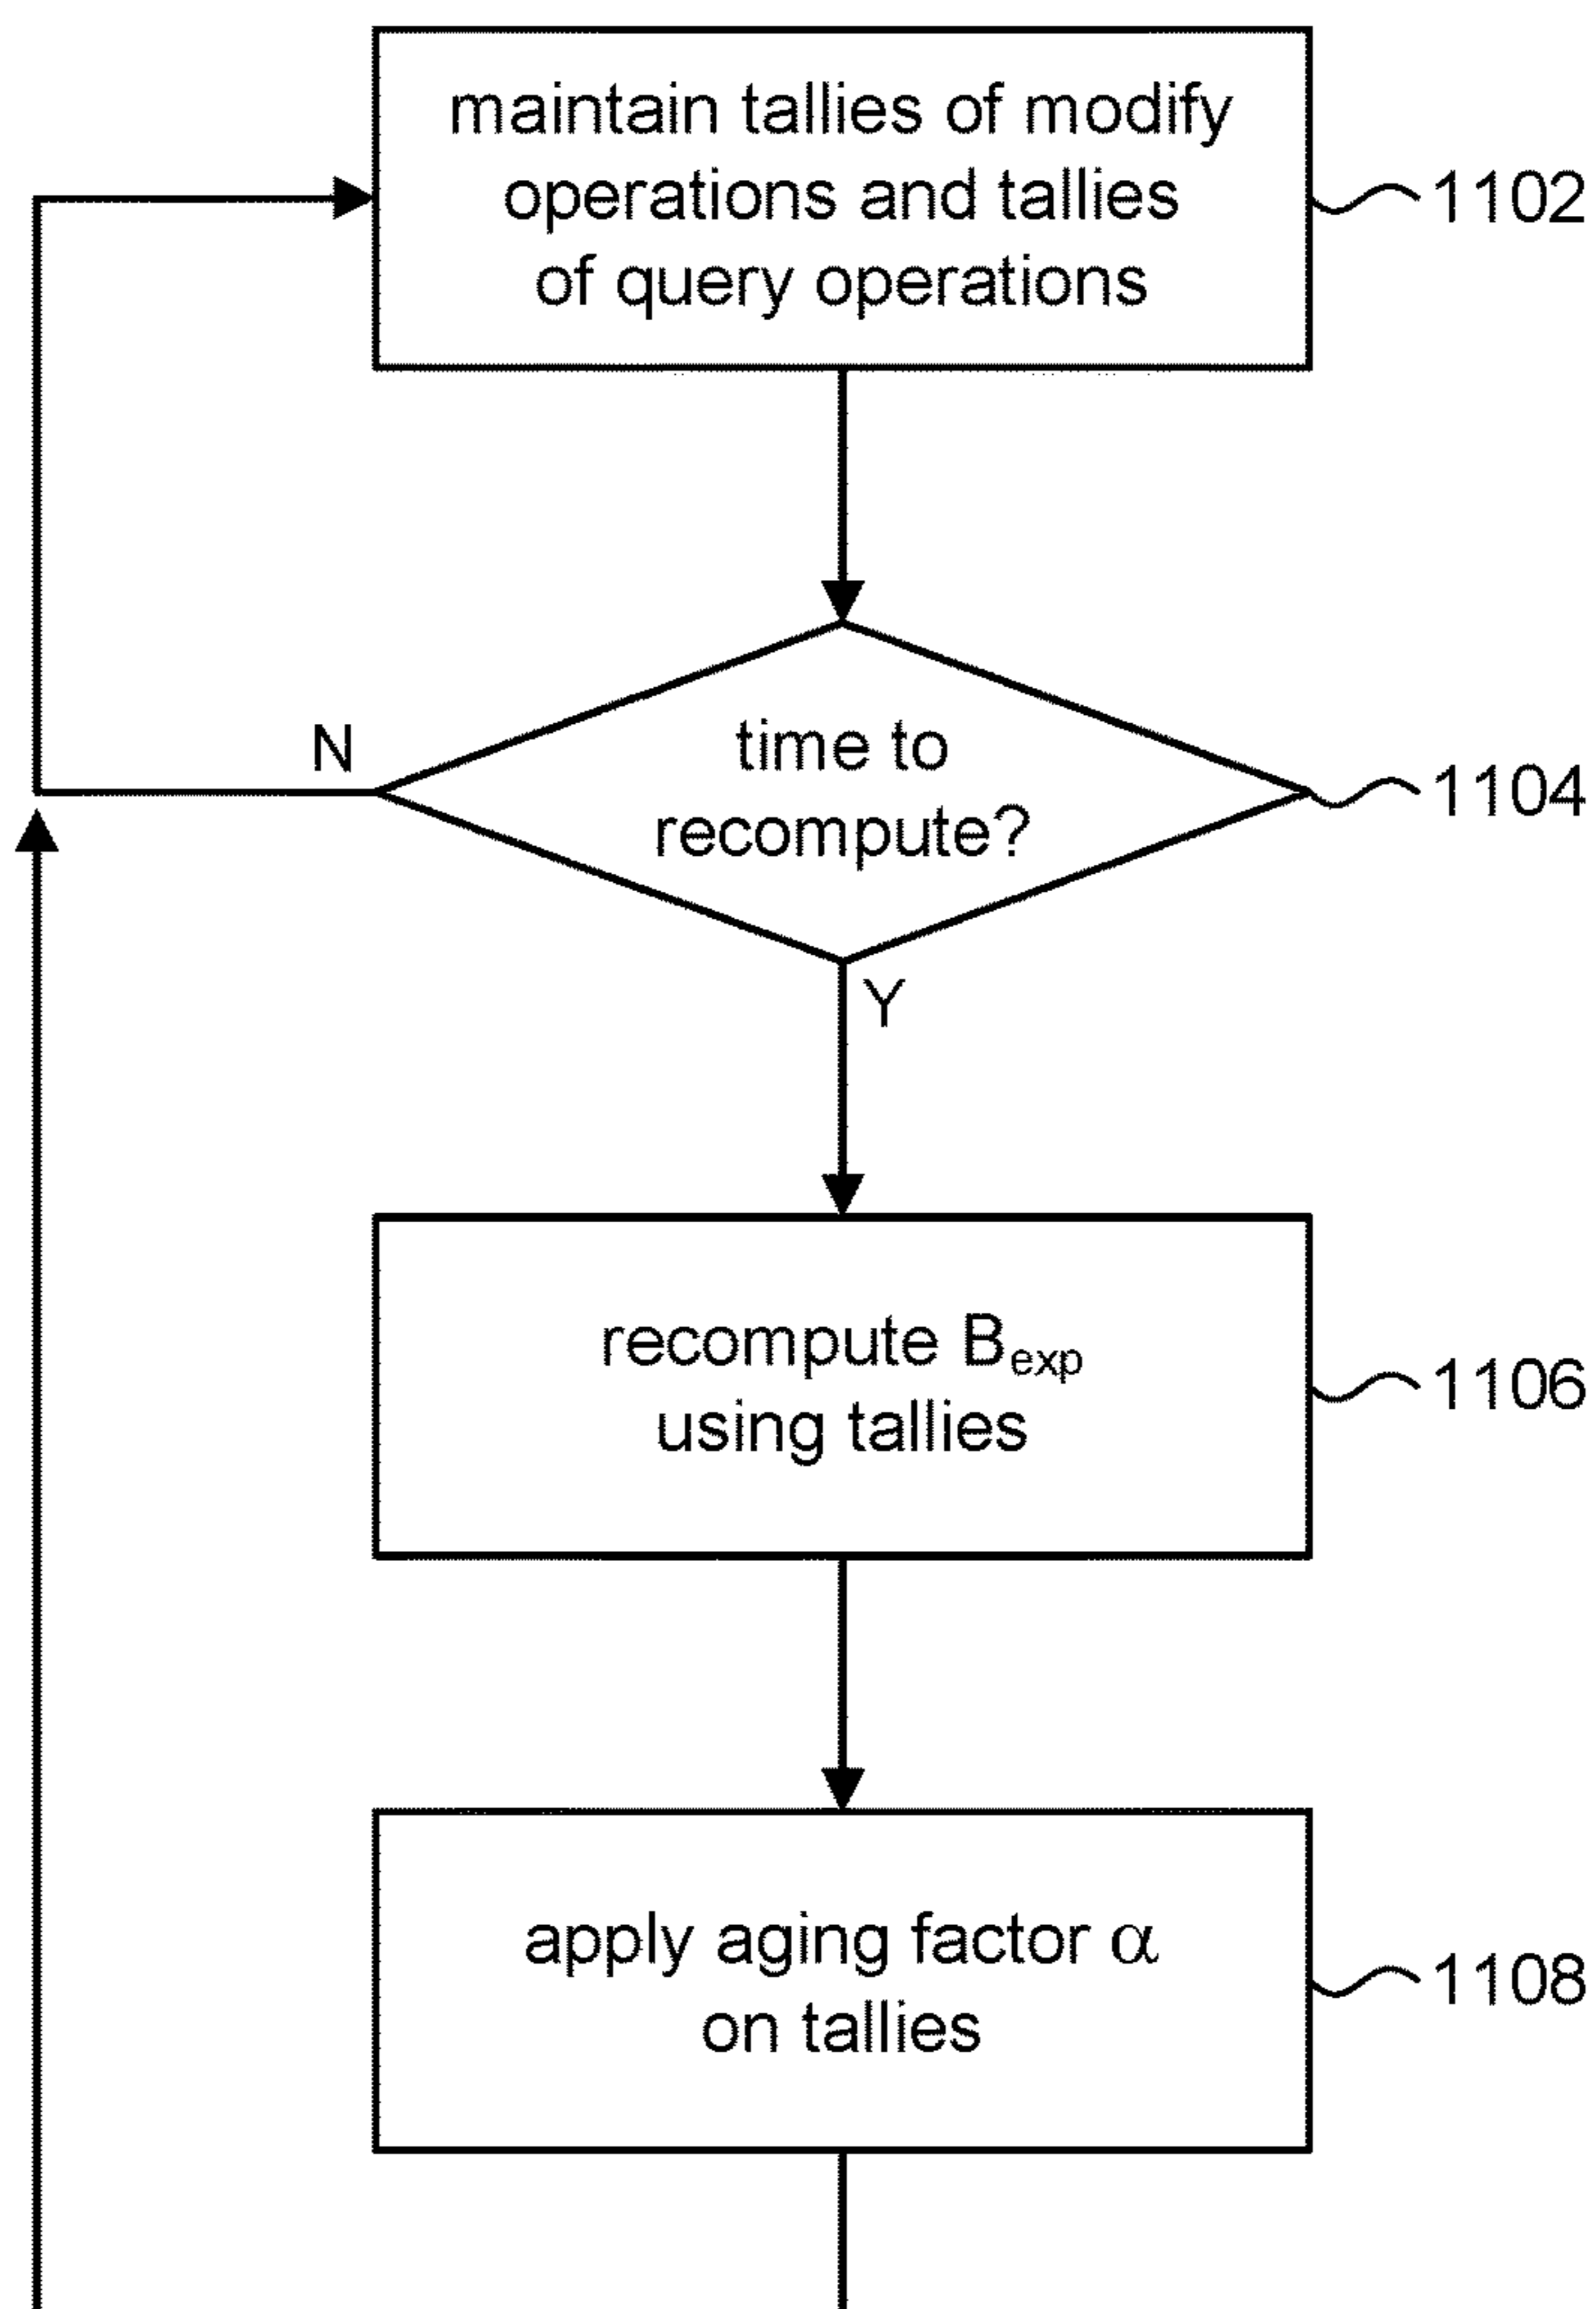 maintain tallies of modify
operations and tallies
of query operations
1102
N
time to
recompute?
1104
Y
recompute B_exp
using tallies
1106
apply aging factor α
on tallies
1108